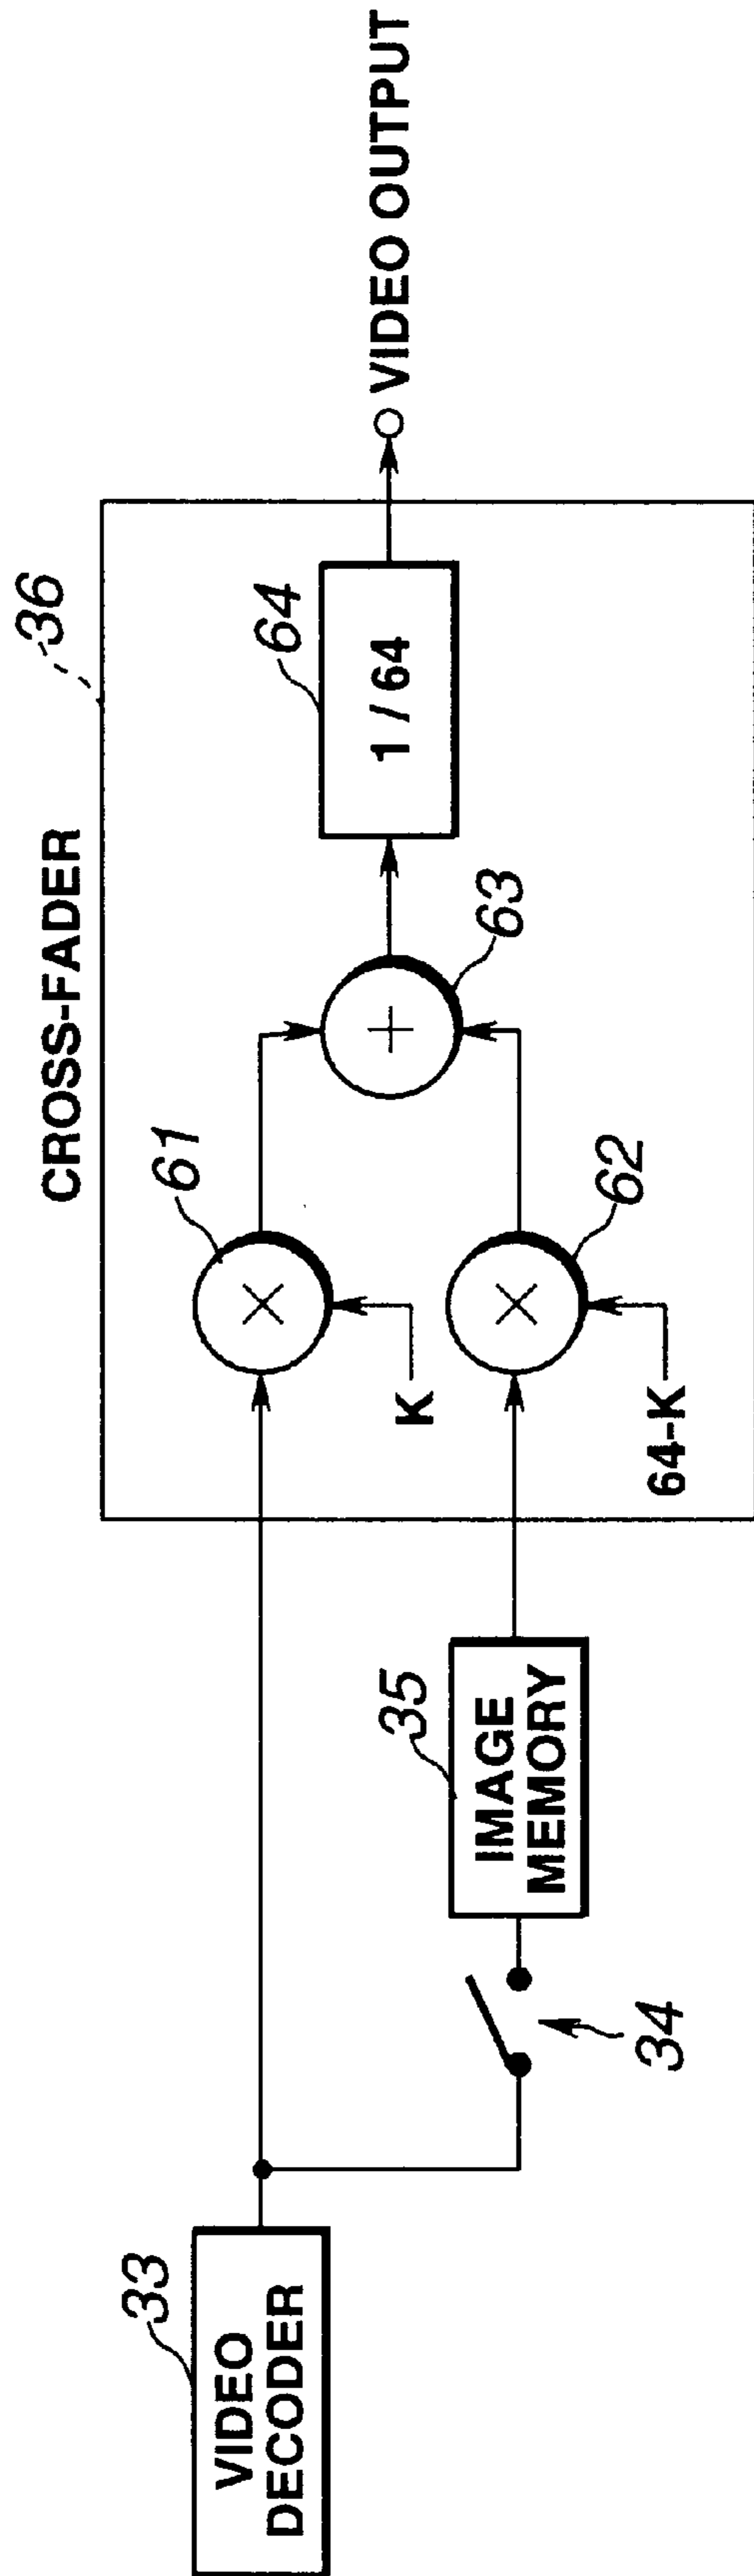 CROSS-FADER
36
VIDEO
DECODER
33
34
IMAGE
MEMORY
35
61
K
62
64-K
63
64
1 / 64
VIDEO OUTPUT